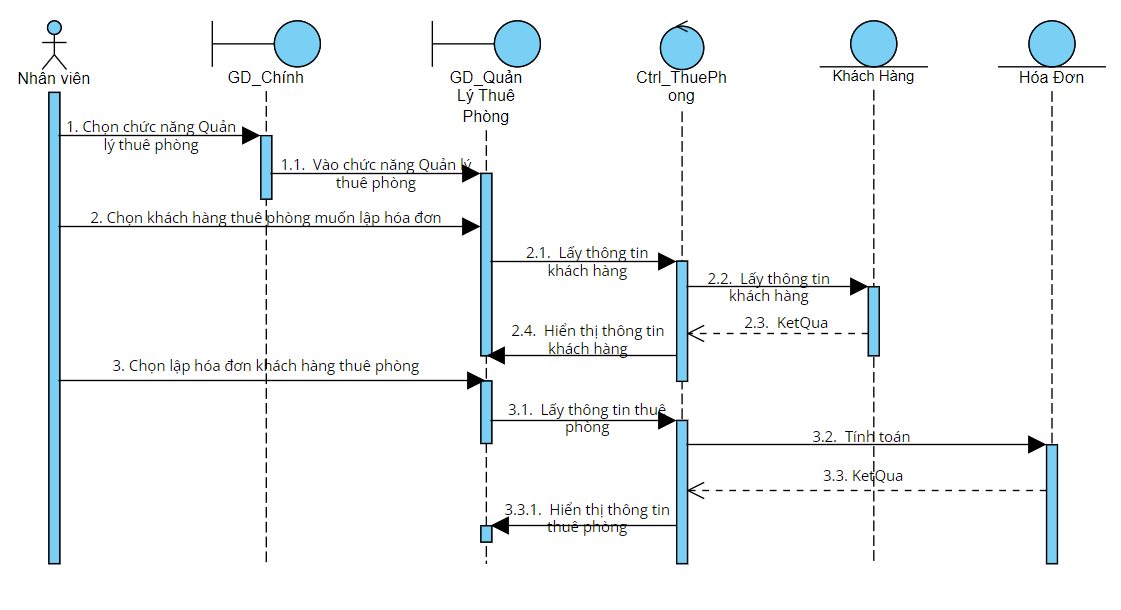 Nhân viên
GD_Chính
GD_Quản
Lý Thuê
Phòng
Ctrl_ThuePh
ong
Khách Hàng
Hóa Đơn
1. Chọn chức năng Quản
lý thuê phòng
1.1. Vào chức năng Quản lý
thuê phòng
2. Chọn khách hàng thuê phòng muốn lập hóa đơn
2.1. Lấy thông tin
khách hàng
2.2. Lấy thông tin
khách hàng
2.3. KetQua
2.4. Hiển thị thông tin
khách hàng
3. Chọn lập hóa đơn khách hàng thuê phòng
3.1. Lấy thông tin thuê
phòng
3.2. Tính toán
3.3. KetQua
3.3.1. Hiển thị thông tin
thuê phòng